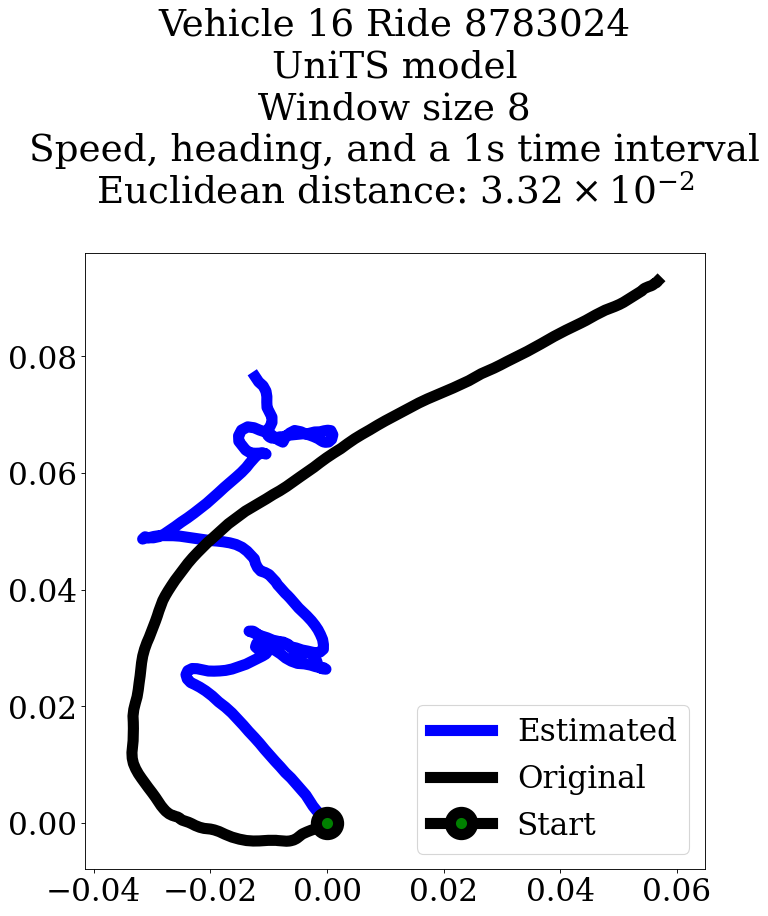 Vehicle 16 Ride 8783024
UniTS model
Window size 8
Speed, heading, and a 1s time interval
Euclidean distance: 3.32 × 10⁻²
0.08
0.06
0.04
0.02
0.00
Estimated
Original
Start
−0.04 −0.02 0.00 0.02 0.04 0.06